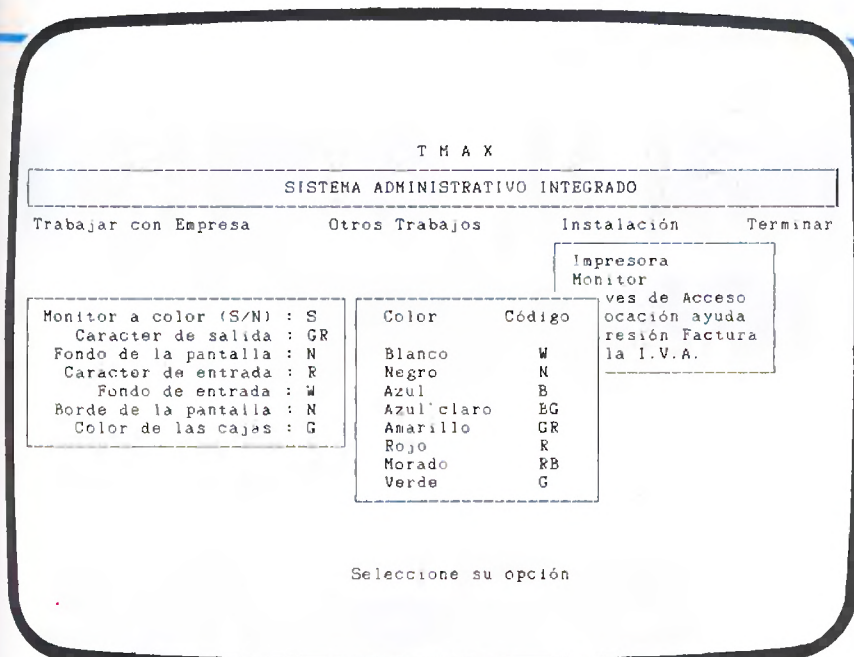 T M A X
SISTEMA ADMINISTRATIVO INTEGRADO
Trabajar con Empresa Otros Trabajos Instalación Terminar
Impresora
Monitor
ves de Acceso
ocación ayuda
resión Factura
la I.V.A.
Monitor a color (S/N) : S
Caracter de salida : GR
Fondo de la pantalla : N
Caracter de entrada : R
Fondo de entrada : W
Borde de la pantalla : N
Color de las cajas : G
Color Código
Blanco W
Negro N
Azul B
Azul claro BG
Amarillo GR
Rojo R
Morado RB
Verde G
Seleccione su opción